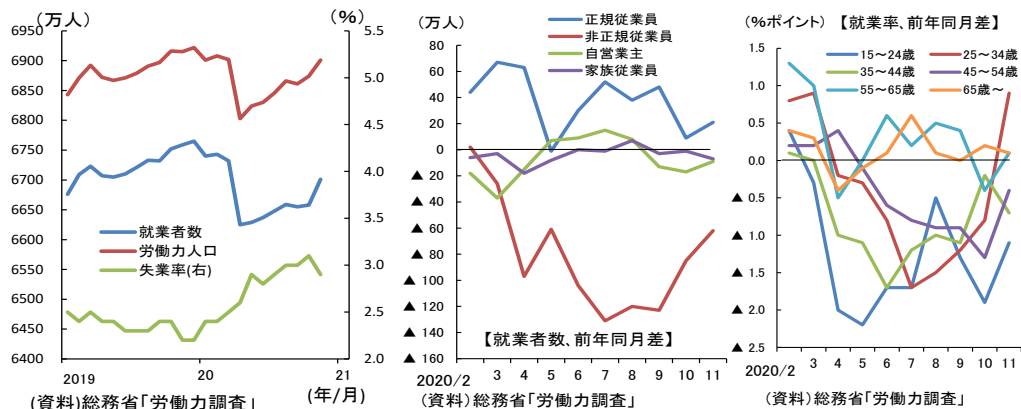 (万人)
(%)
6950
6900
6850
6800
6750
6700
6650
6600
6550
6500
6450
6400
5.5
5.0
4.5
4.0
3.5
3.0
2.5
2.0
就業者数
労働力人口
失業率(右)
2019 20 21
(年/月)
(資料)総務省「労働力調査」
(万人)
正規従業員
非正規従業員
自営業主
家族従業員
80
60
40
20
0
▲ 20
▲ 40
▲ 60
▲ 80
▲ 100
▲ 120
▲ 140
▲ 160
【就業者数、前年同月差】
2020/2 3 4 5 6 7 8 9 10 11
(資料)総務省「労働力調査」
(%ポイント) 【就業率、前年同月差】
15~24歳 25~34歳
35~44歳 45~54歳
55~65歳 65歳~
1.5
1.0
0.5
0.0
▲ 0.5
▲ 1.0
▲ 1.5
▲ 2.0
▲ 2.5
2020/2 3 4 5 6 7 8 9 10 11
(資料)総務省「労働力調査」